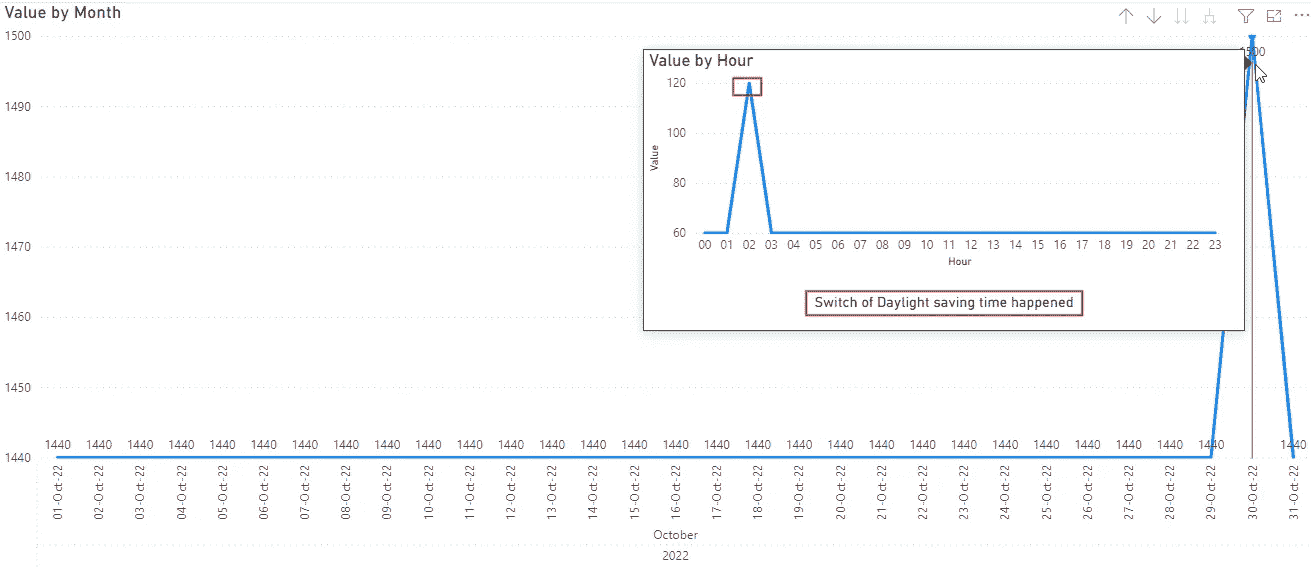 Value by Month
1500
1490
1480
1470
1460
1450
1440
1500
Value by Hour
120
100
80
60
Value
00 01 02 03 04 05 06 07 08 09 10 11 12 13 14 15 16 17 18 19 20 21 22 23
Hour
Switch of Daylight saving time happened
1440 1440 1440 1440 1440 1440 1440 1440 1440 1440 1440 1440 1440 1440 1440 1440 1440 1440 1440 1440 1440 1440 1440 1440 1440 1440 1440 1440 1440 1440
01-Oct-22
02-Oct-22
03-Oct-22
04-Oct-22
05-Oct-22
06-Oct-22
07-Oct-22
08-Oct-22
09-Oct-22
10-Oct-22
11-Oct-22
12-Oct-22
13-Oct-22
14-Oct-22
15-Oct-22
16-Oct-22
17-Oct-22
18-Oct-22
19-Oct-22
20-Oct-22
21-Oct-22
22-Oct-22
23-Oct-22
24-Oct-22
25-Oct-22
26-Oct-22
27-Oct-22
28-Oct-22
29-Oct-22
30-Oct-22
31-Oct-22
October
2022